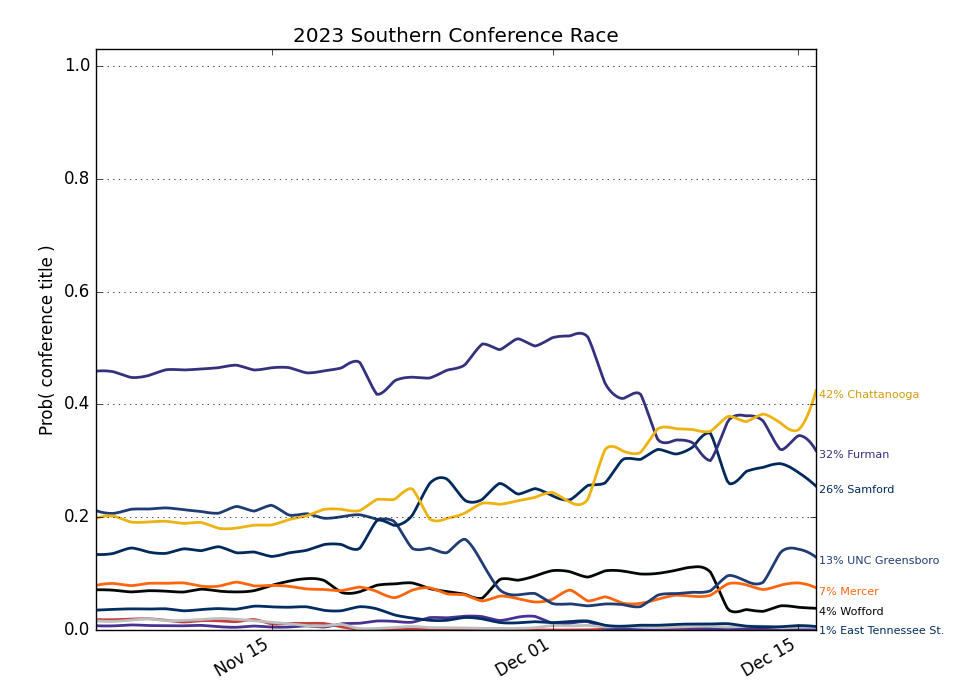 2023 Southern Conference Race
Prob( conference title )
1.0
0.8
0.6
0.4
0.2
0.0
Nov 15
Dec 01
Dec 15
42% Chattanooga
32% Furman
26% Samford
13% UNC Greensboro
7% Mercer
4% Wofford
1% East Tennessee St.